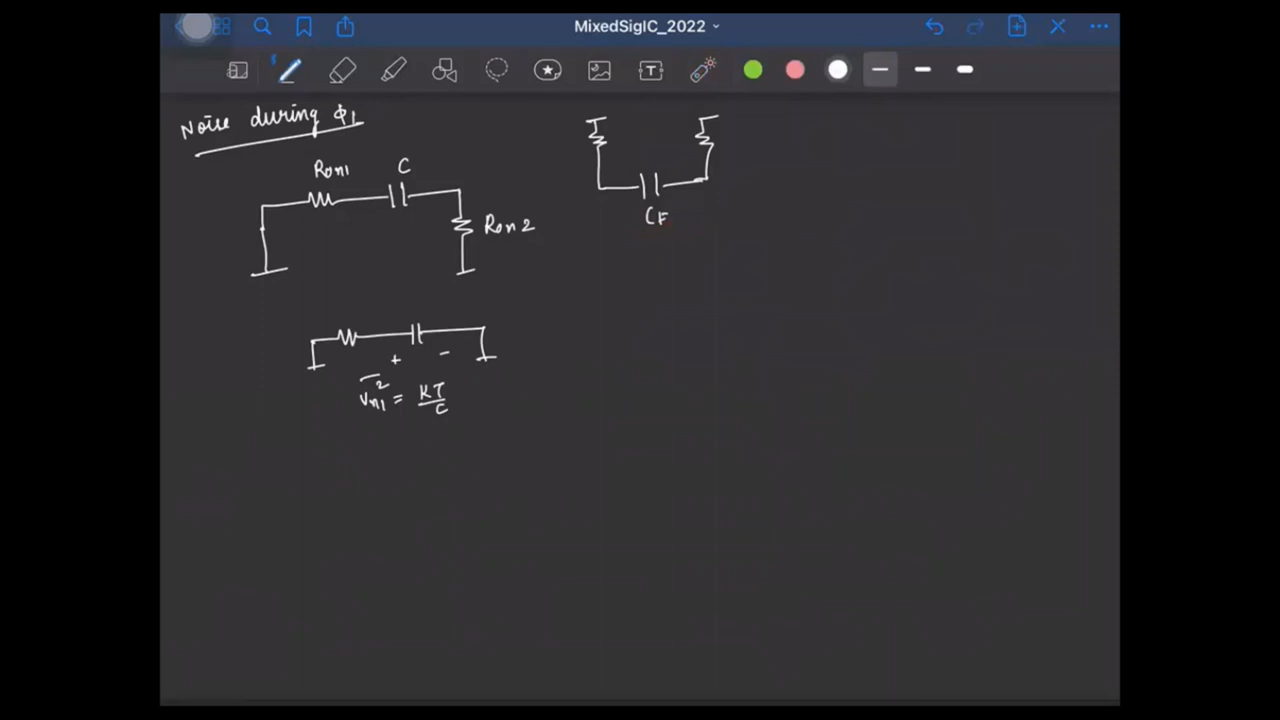 MixedSigIC_2022
Noise during Φ1
Ron1 C
Ron2
CF
+ -
Vn1² = KT/C